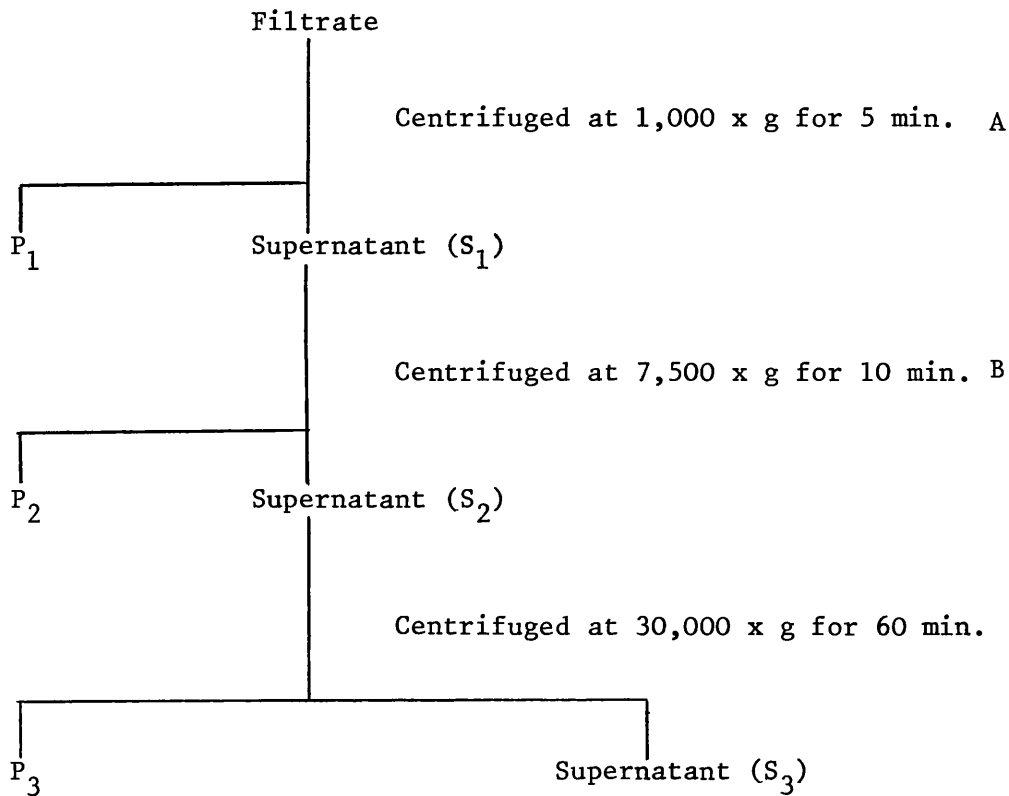 Filtrate
Centrifuged at 1,000 x g for 5 min. A
P₁ Supernatant (S₁)
Centrifuged at 7,500 x g for 10 min. B
P₂ Supernatant (S₂)
Centrifuged at 30,000 x g for 60 min.
P₃ Supernatant (S₃)